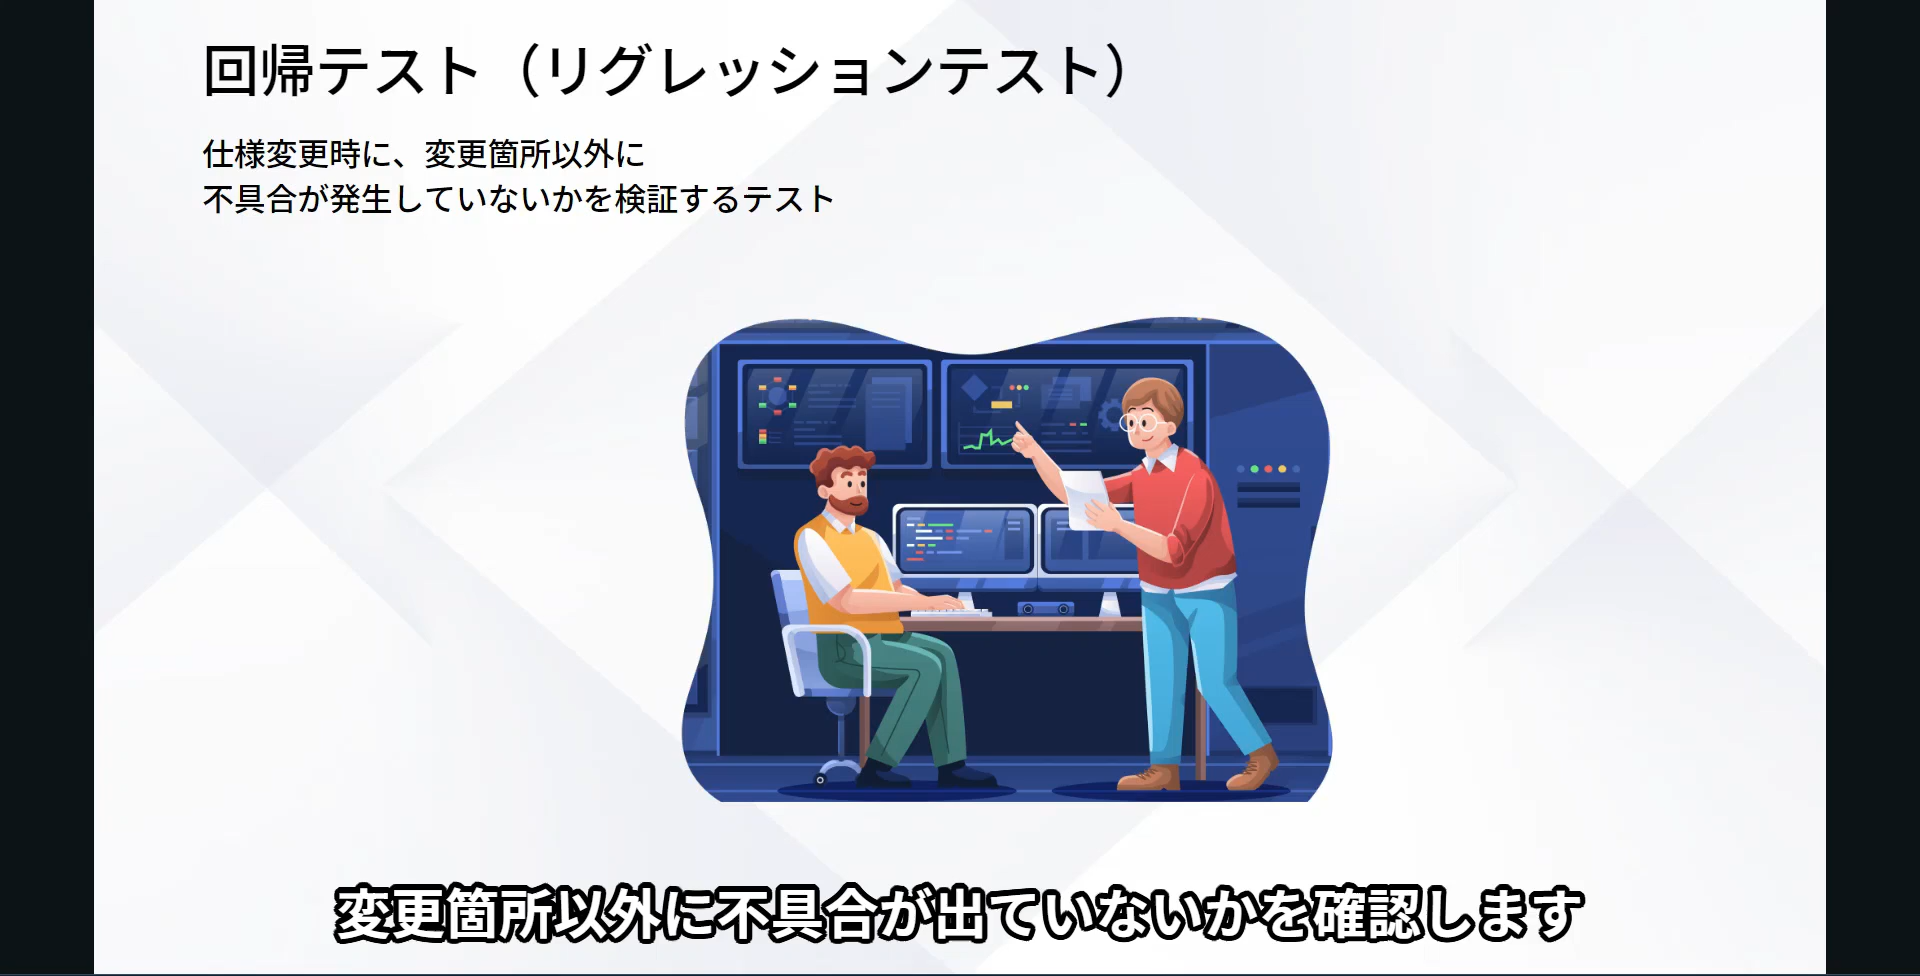 回帰テスト（リグレッションテスト）
仕様変更時に、変更箇所以外に
不具合が発生していないかを検証するテスト
変更箇所以外に不具合が出ていないかを確認します